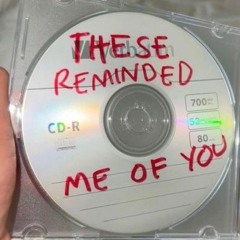 THESE
REMINDED
CD-R
700
80
ME OF YOU